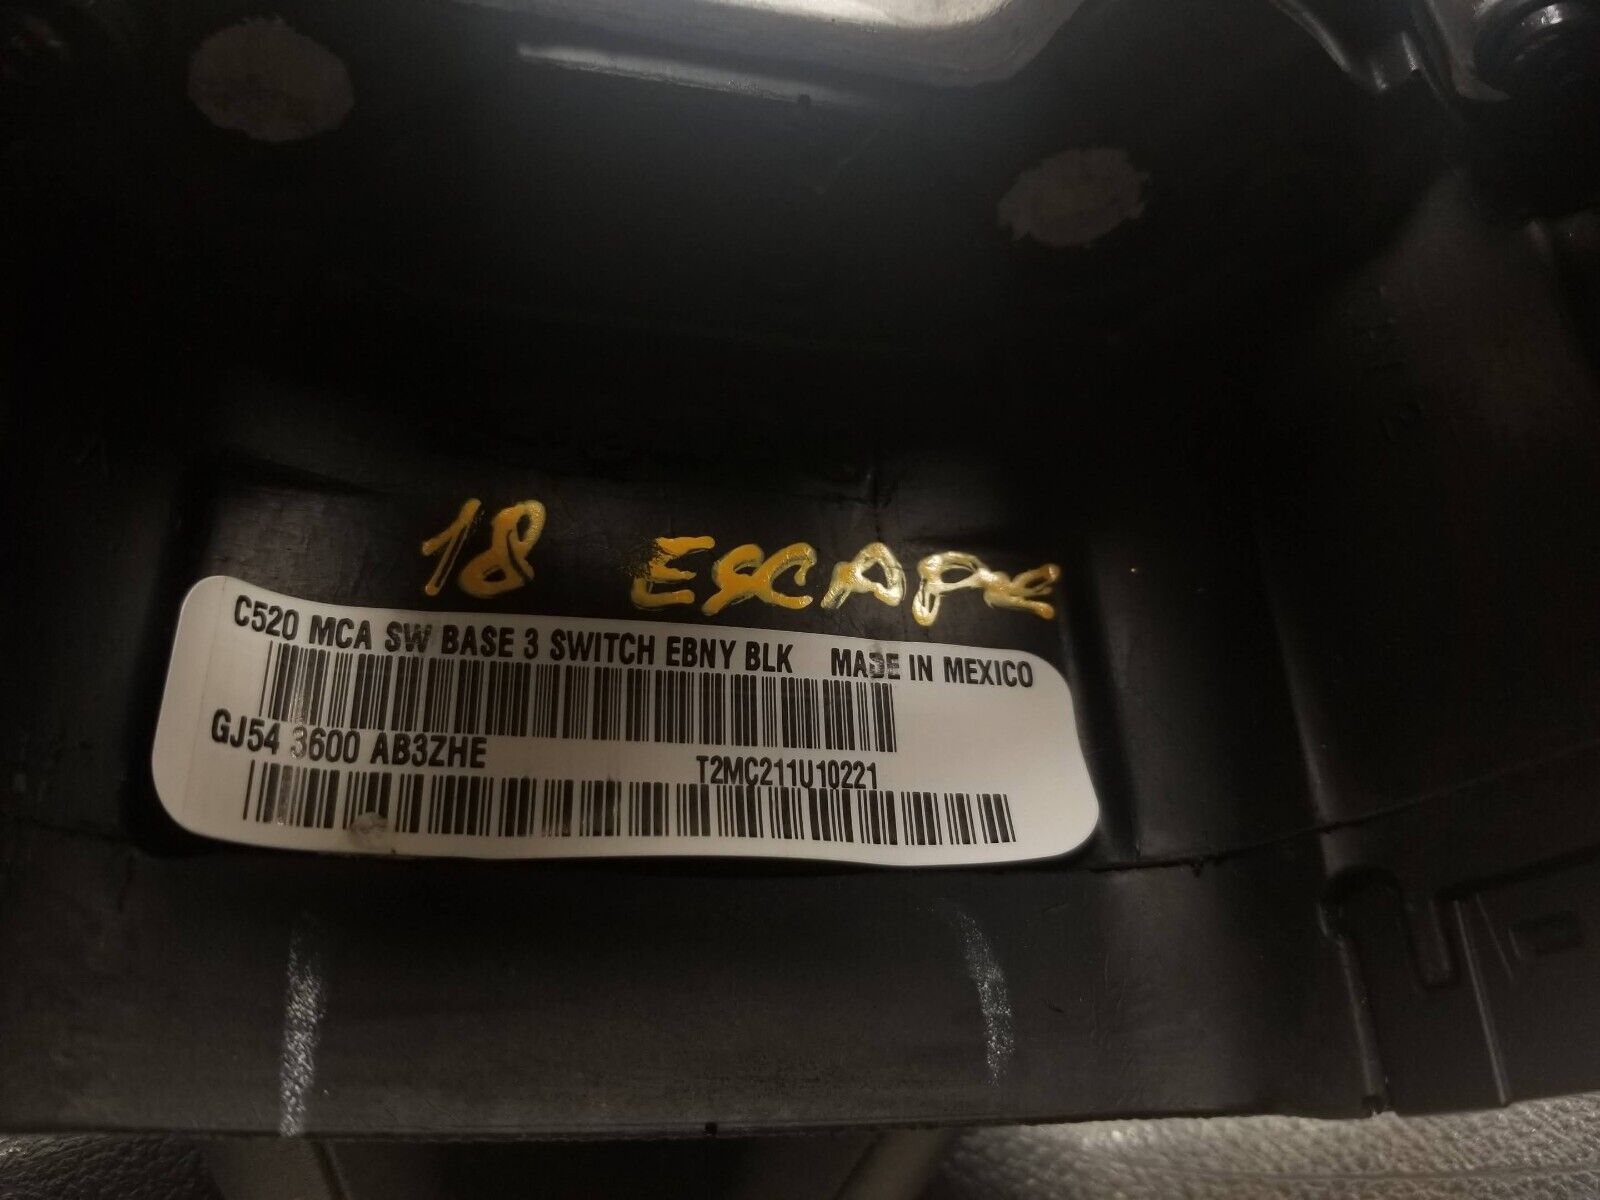 18 ESCAPE
C520 MCA SW BASE 3 SWITCH EBNY BLK MADE IN MEXICO
GJ54 3600 AB3ZHE
T2MC211U10221